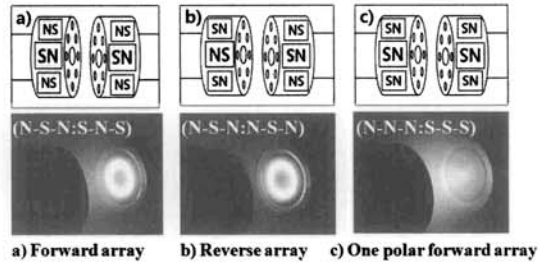 a)
NS
SN
NS
NS
SN
NS
b)
SN
NS
SN
NS
SN
NS
c)
SN
SN
SN
SN
SN
SN
(N-S-N:S-N-S)
(N-S-N:N-S-N)
(N-N-N:S-S-S)
a) Forward array
b) Reverse array
c) One polar forward array